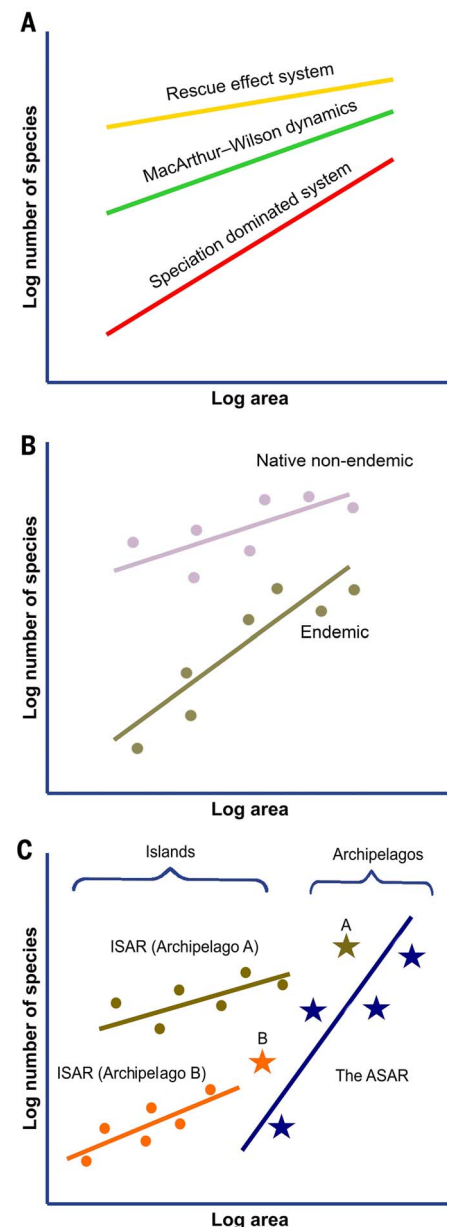 A
Rescue effect system
MacArthur–Wilson dynamics
Speciation dominated system
Log number of species
Log area
B
Native non-endemic
Endemic
Log number of species
Log area
C
Islands
Archipelagos
A
ISAR (Archipelago A)
B
ISAR (Archipelago B)
The ASAR
Log number of species
Log area